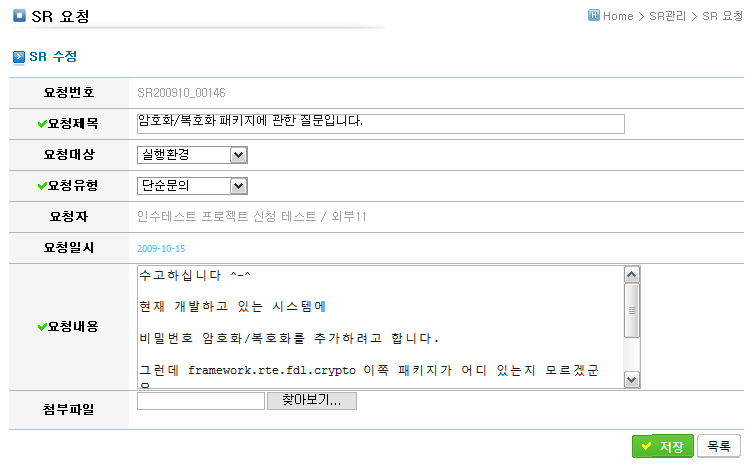 SR 요청
Home > SR관리 > SR 요청
SR 수정
요청번호 SR200910_00146
요청제목 암호화/복호화 패키지에 관한 질문입니다.
요청대상 실행환경
요청유형 단순문의
요청자 인수테스트 프로젝트 신청 테스트 / 외부11
요청일시 2009-10-15
수고하십니다 ^-^
현재 개발하고 있는 시스템에
요청내용
비밀번호 암호화/복호화를 추가하려고 합니다.
그런데 framework.rte.fdl.crypto 이쪽 패키지가 어디 있는지 모르겠군
첨부파일 찾아보기...
저장 목록